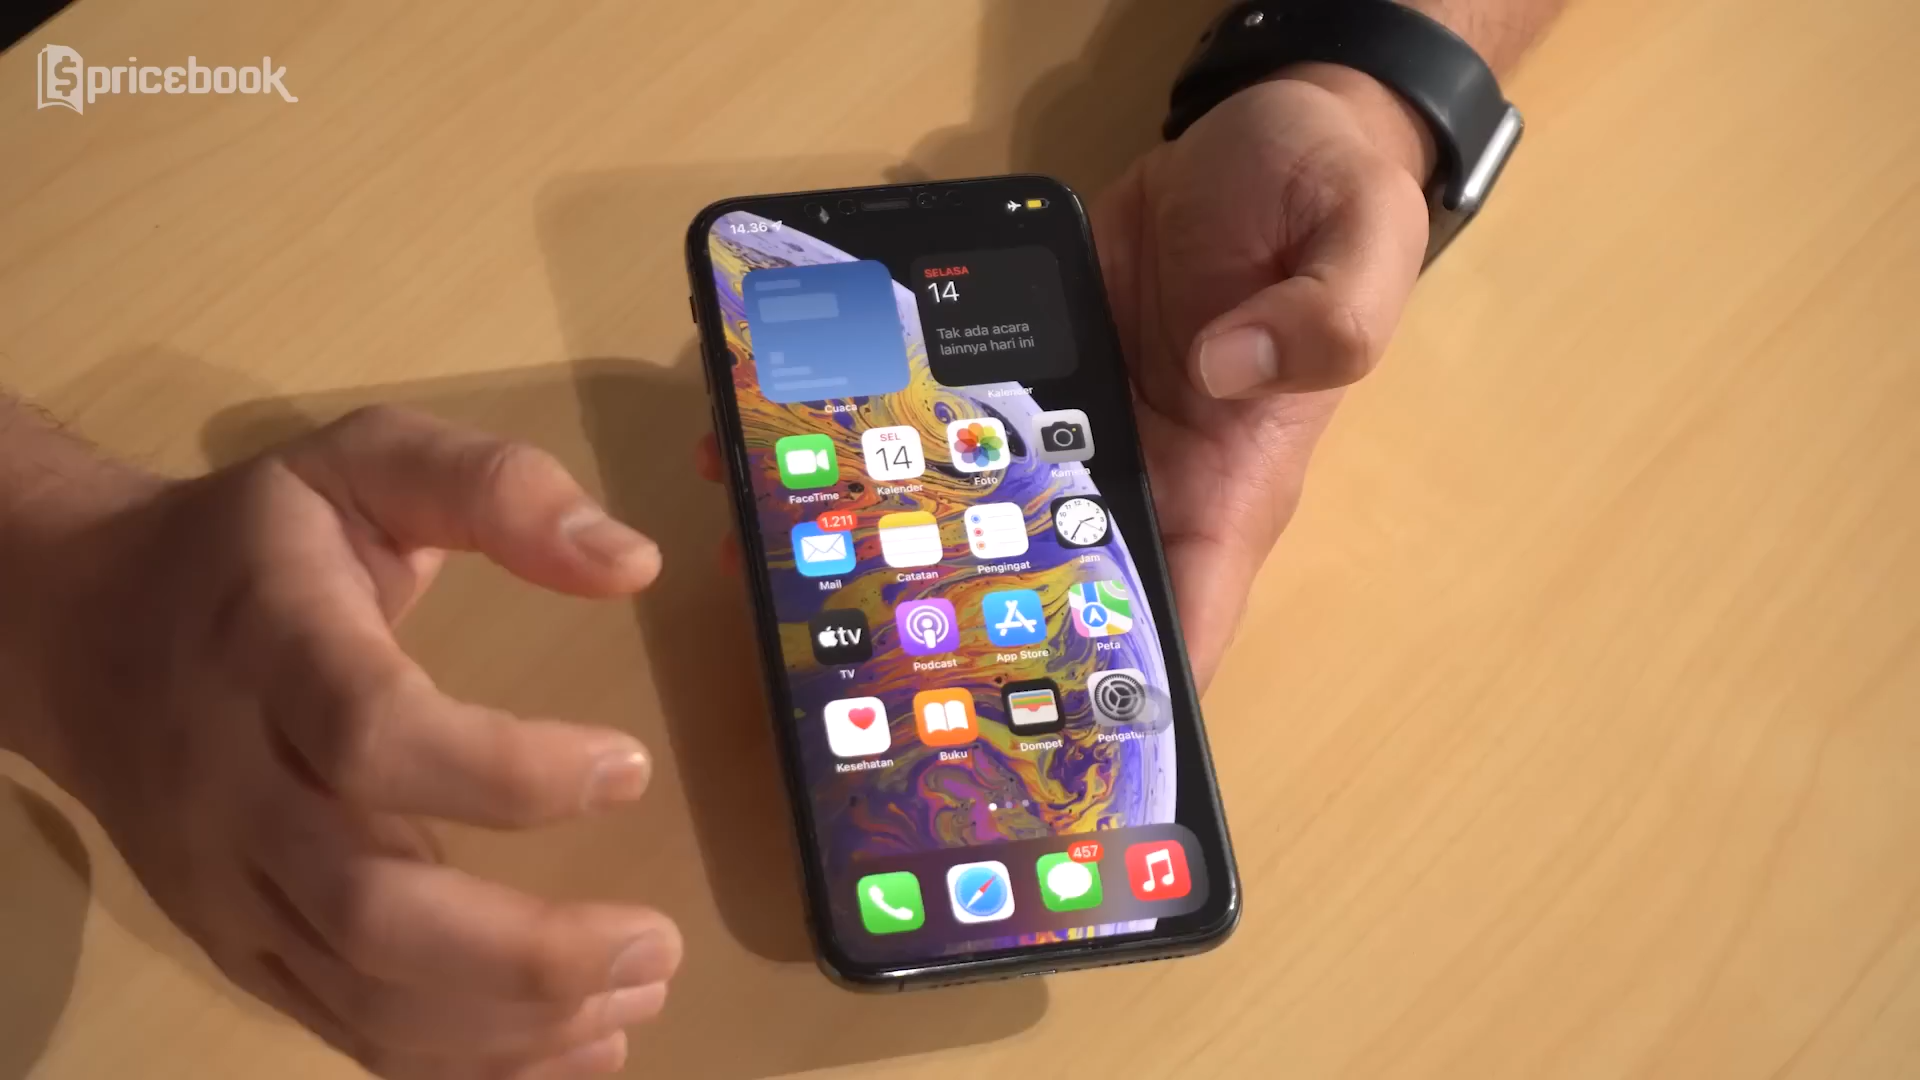 pricebook
14.36
SELASA
14
Tak ada acara
lainnya hari ini
Cuaca
Kalender
SEL
14
FaceTime
Kalender
Foto
Kamera
1.211
Mail
Catatan
Pengingat
Jam
tv
TV
Podcast
App Store
Peta
Kesehatan
Buku
Dompet
457